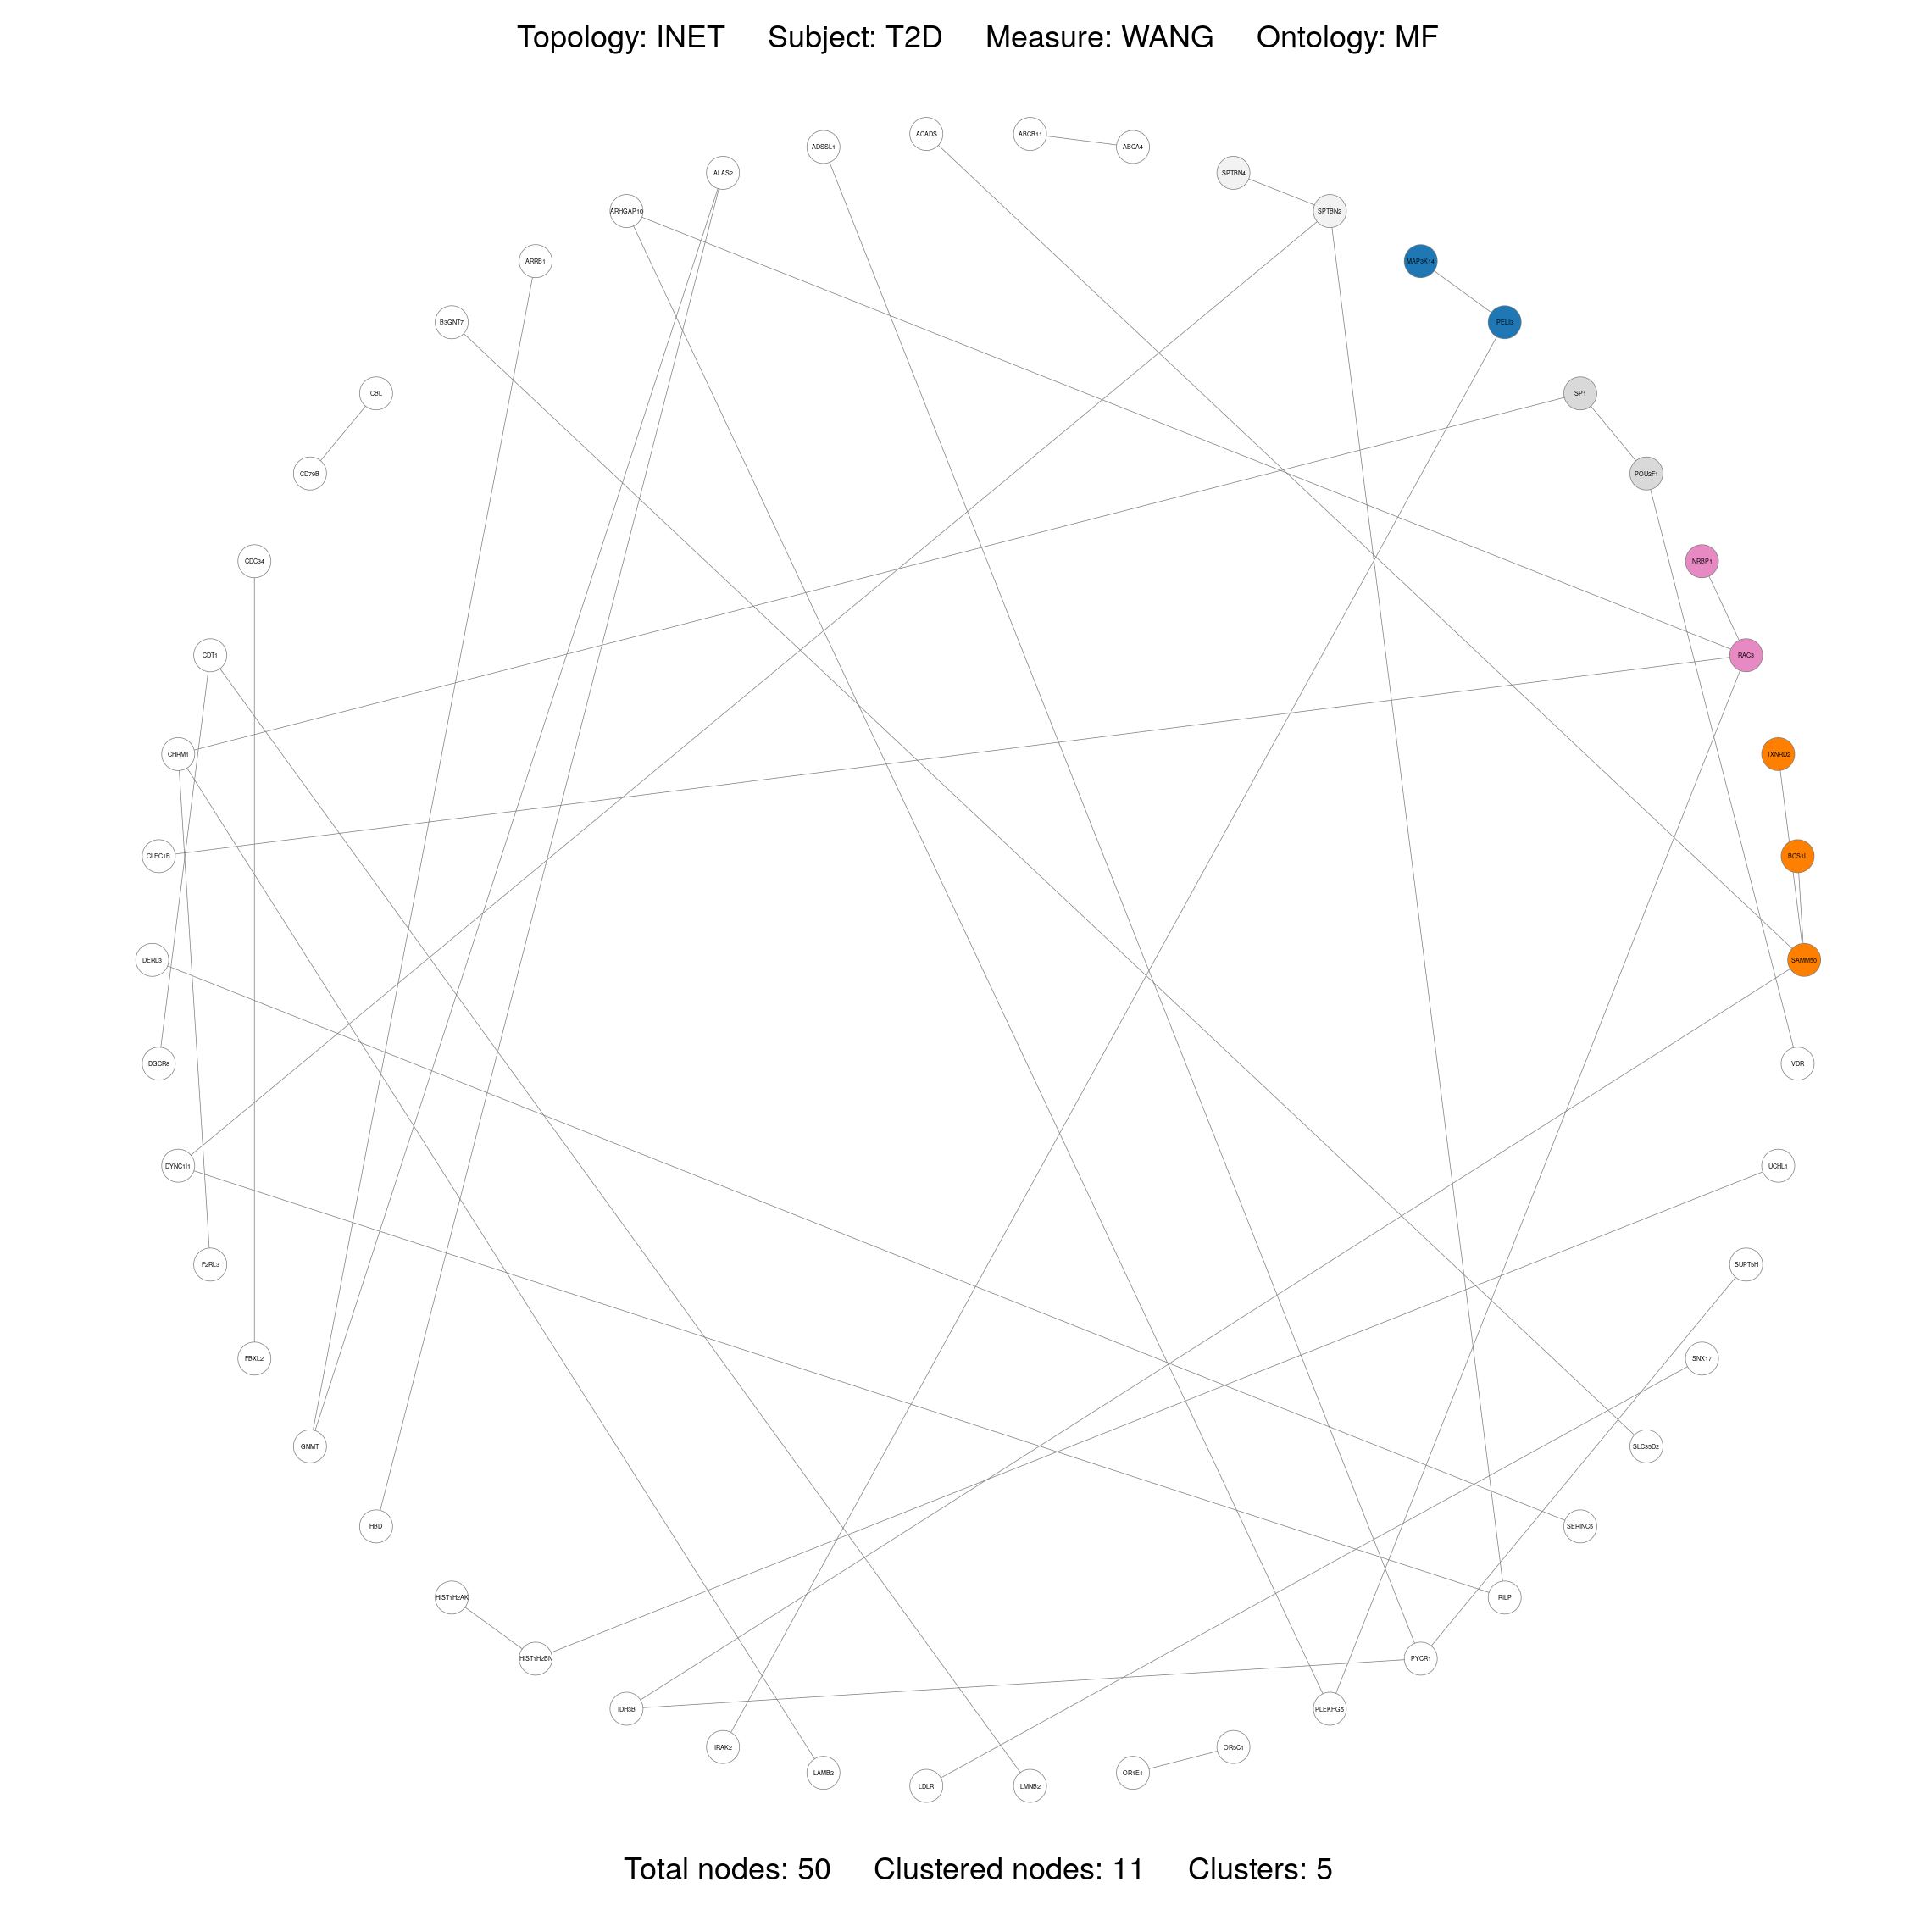 Topology: INET Subject: T2D Measure: WANG Ontology: MF
ACADS
ABCB11
ADSSL1
ABCA4
ALAS2
SPTBN4
ARHGAP10
SPTBN2
ARRB1
MAP3K14
B3GNT7
PELI3
CBL
SP1
CD79B
POU2F1
CDC34
NRBP1
CDT1
RAC3
CHRM1
TXNRD2
CLEC1B
BCS1L
DERL3
SAMM50
DGCR8
VDR
DYNC1I1
UCHL1
F2RL3
SUPT5H
FBXL2
SNX17
GNMT
SLC35D2
HBD
SERINC5
HIST1H2AK
RILP
HIST1H2BN
PYCR1
IDH3B
PLEKHG5
IRAK2
OR5C1
LAMB2
OR1E1
LDLR
LMNB2
Total nodes: 50 Clustered nodes: 11 Clusters: 5